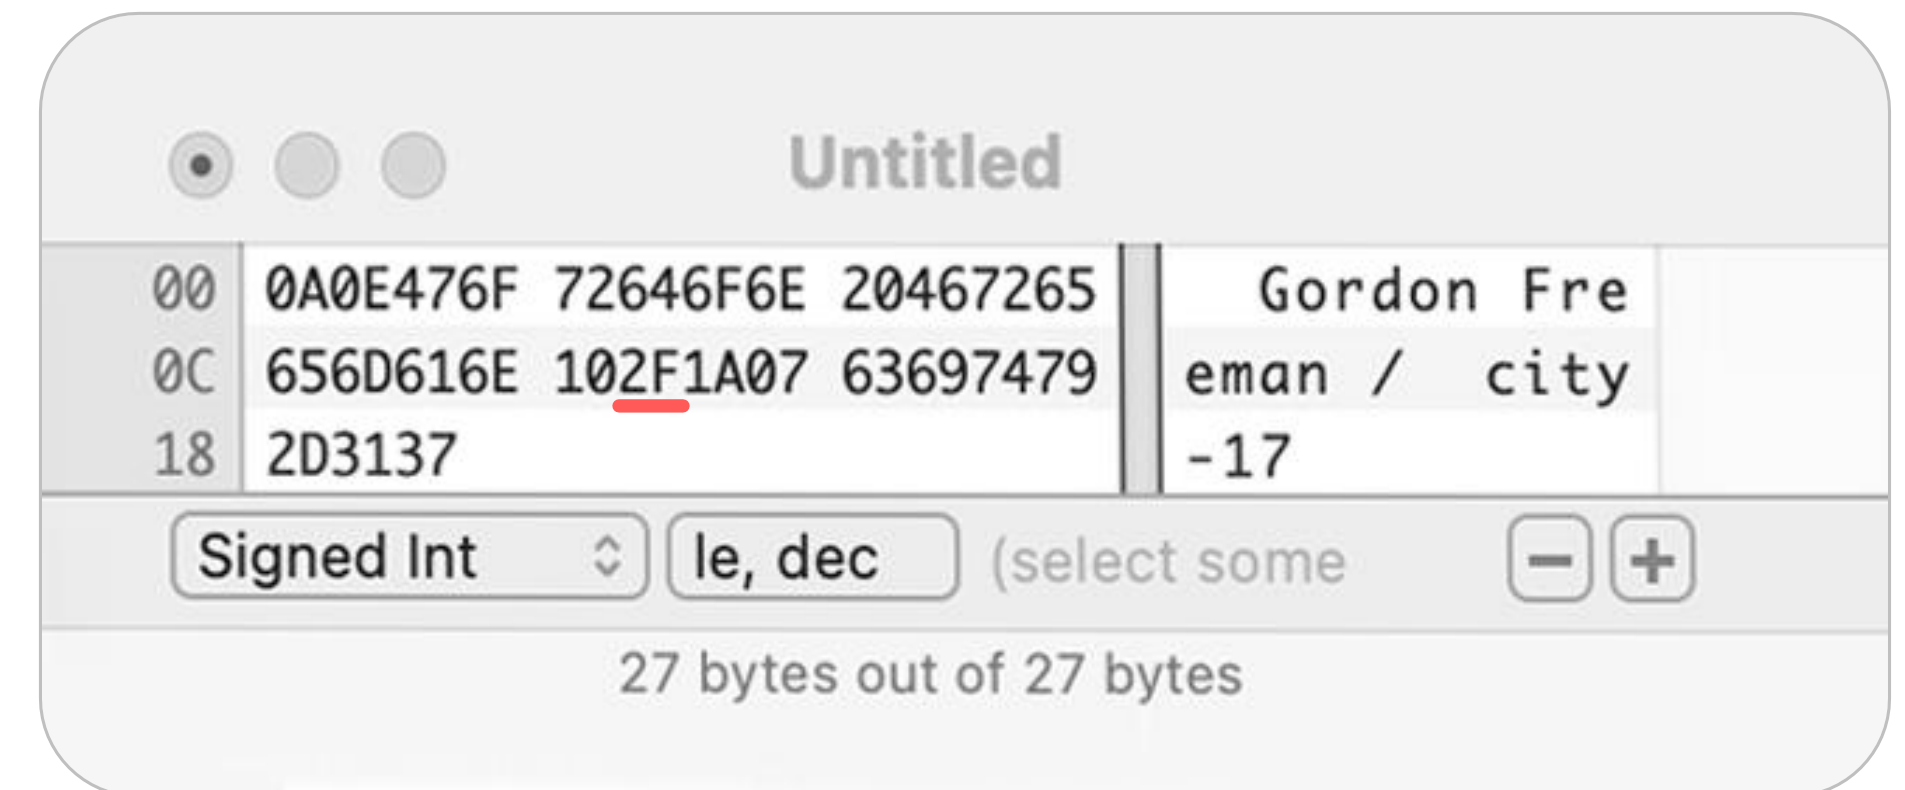 Untitled
00 0A0E476F 72646F6E 20467265 Gordon Fre
0C 656D616E 102F1A07 63697479 eman / city
18 2D3137 -17
Signed Int le, dec (select some
27 bytes out of 27 bytes